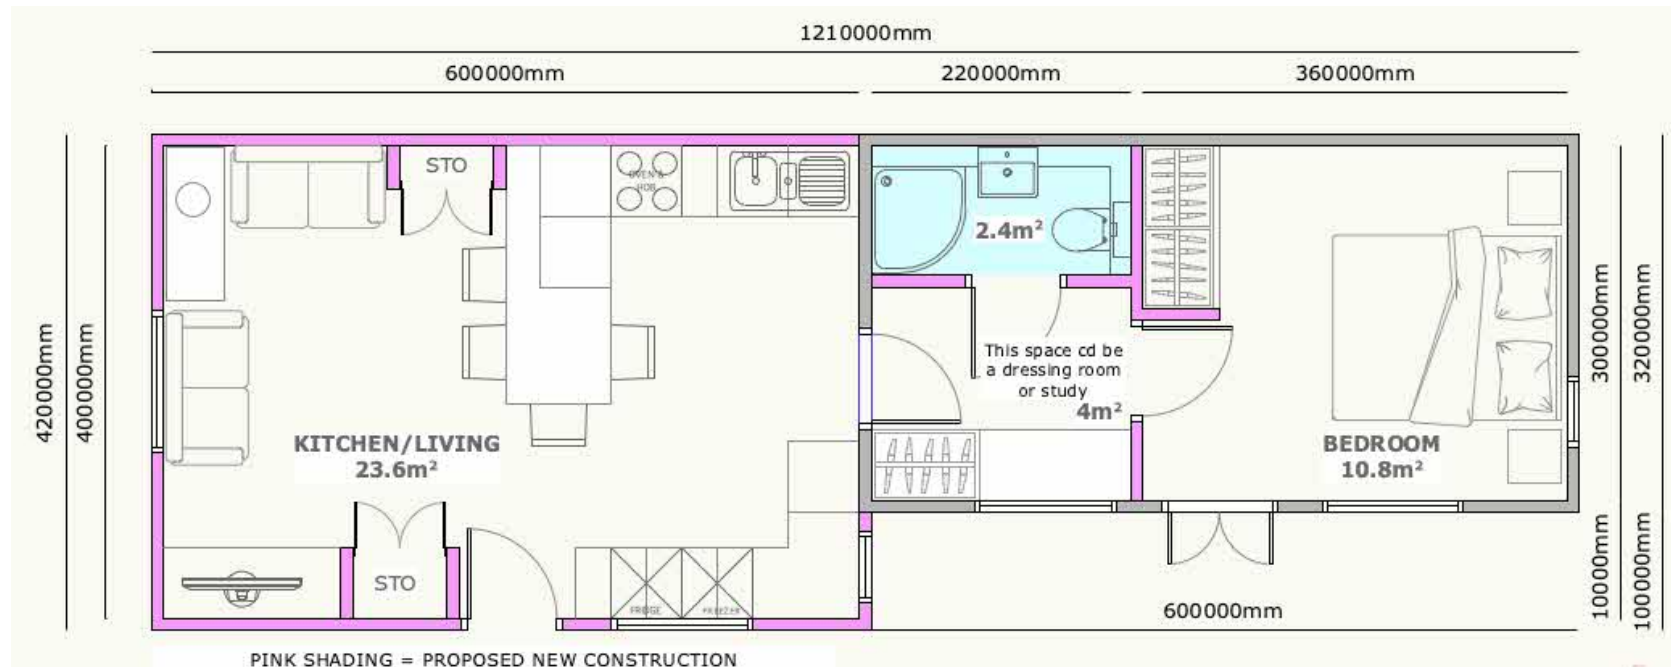 1210000mm
600000mm
220000mm
360000mm
STO
OVEN &
HOB
2.4m²
This space cd be
a dressing room
or study
4m²
KITCHEN/LIVING
23.6m²
BEDROOM
10.8m²
420000mm
400000mm
300000mm
320000mm
STO
FRIDGE
FREEZER
100000mm
100000mm
600000mm
PINK SHADING = PROPOSED NEW CONSTRUCTION